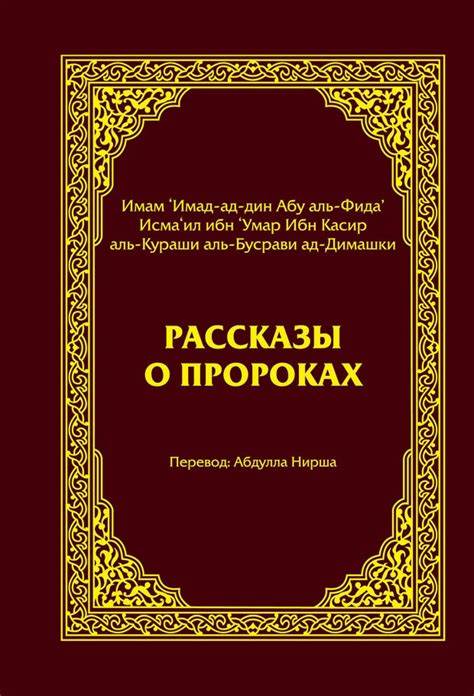 Имам ‘Имад-ад-дин Абу аль-Фида’
Исма‘ил ибн ‘Умар Ибн Касир
аль-Кураши аль-Бусрави ад-Димашки
РАССКАЗЫ
О ПРОРОКАХ
Перевод: Абдулла Нирша